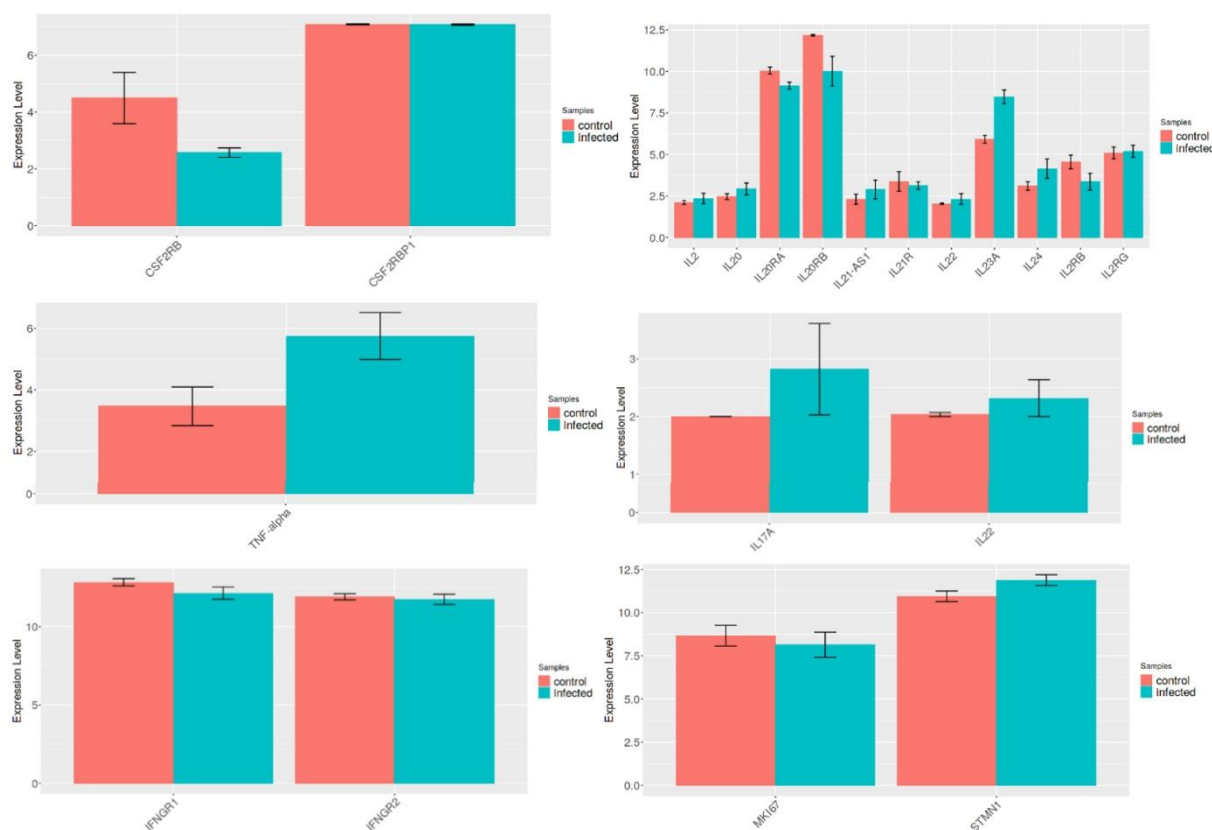 Expression Level
6
4
2
0
CSF2RB
CSF2RBP1
Samples
control
infected
Expression Level
12.5
10.0
7.5
5.0
2.5
0.0
IL2
IL20
IL20RA
IL20RB
IL21-AS1
IL21R
IL22
IL23A
IL24
IL2RB
IL2RG
Samples
control
infected
Expression Level
6
4
2
0
TNF-alpha
Samples
control
infected
Expression Level
3
2
1
0
IL17A
IL22
Samples
control
infected
Expression Level
10
5
0
IFNGR1
IFNGR2
Samples
control
infected
Expression Level
12.5
10.0
7.5
5.0
2.5
0.0
MKI67
STMN1
Samples
control
infected